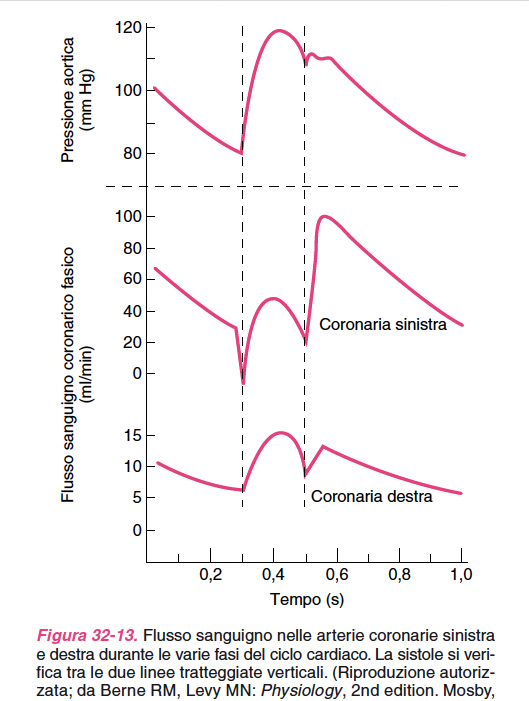 Pressione aortica
(mm Hg)
120
100
80
Flusso sanguigno coronarico fasico
(ml/min)
100
80
60
40
20
0
Coronaria sinistra
15
10
5
0
Coronaria destra
0,2
0,4
0,6
0,8
1,0
Tempo (s)
Figura 32-13. Flusso sanguigno nelle arterie coronarie sinistra
e destra durante le varie fasi del ciclo cardiaco. La sistole si veri-
fica tra le due linee tratteggiate verticali. (Riproduzione autoriz-
zata; da Berne RM, Levy MN: Physiology, 2nd edition. Mosby,